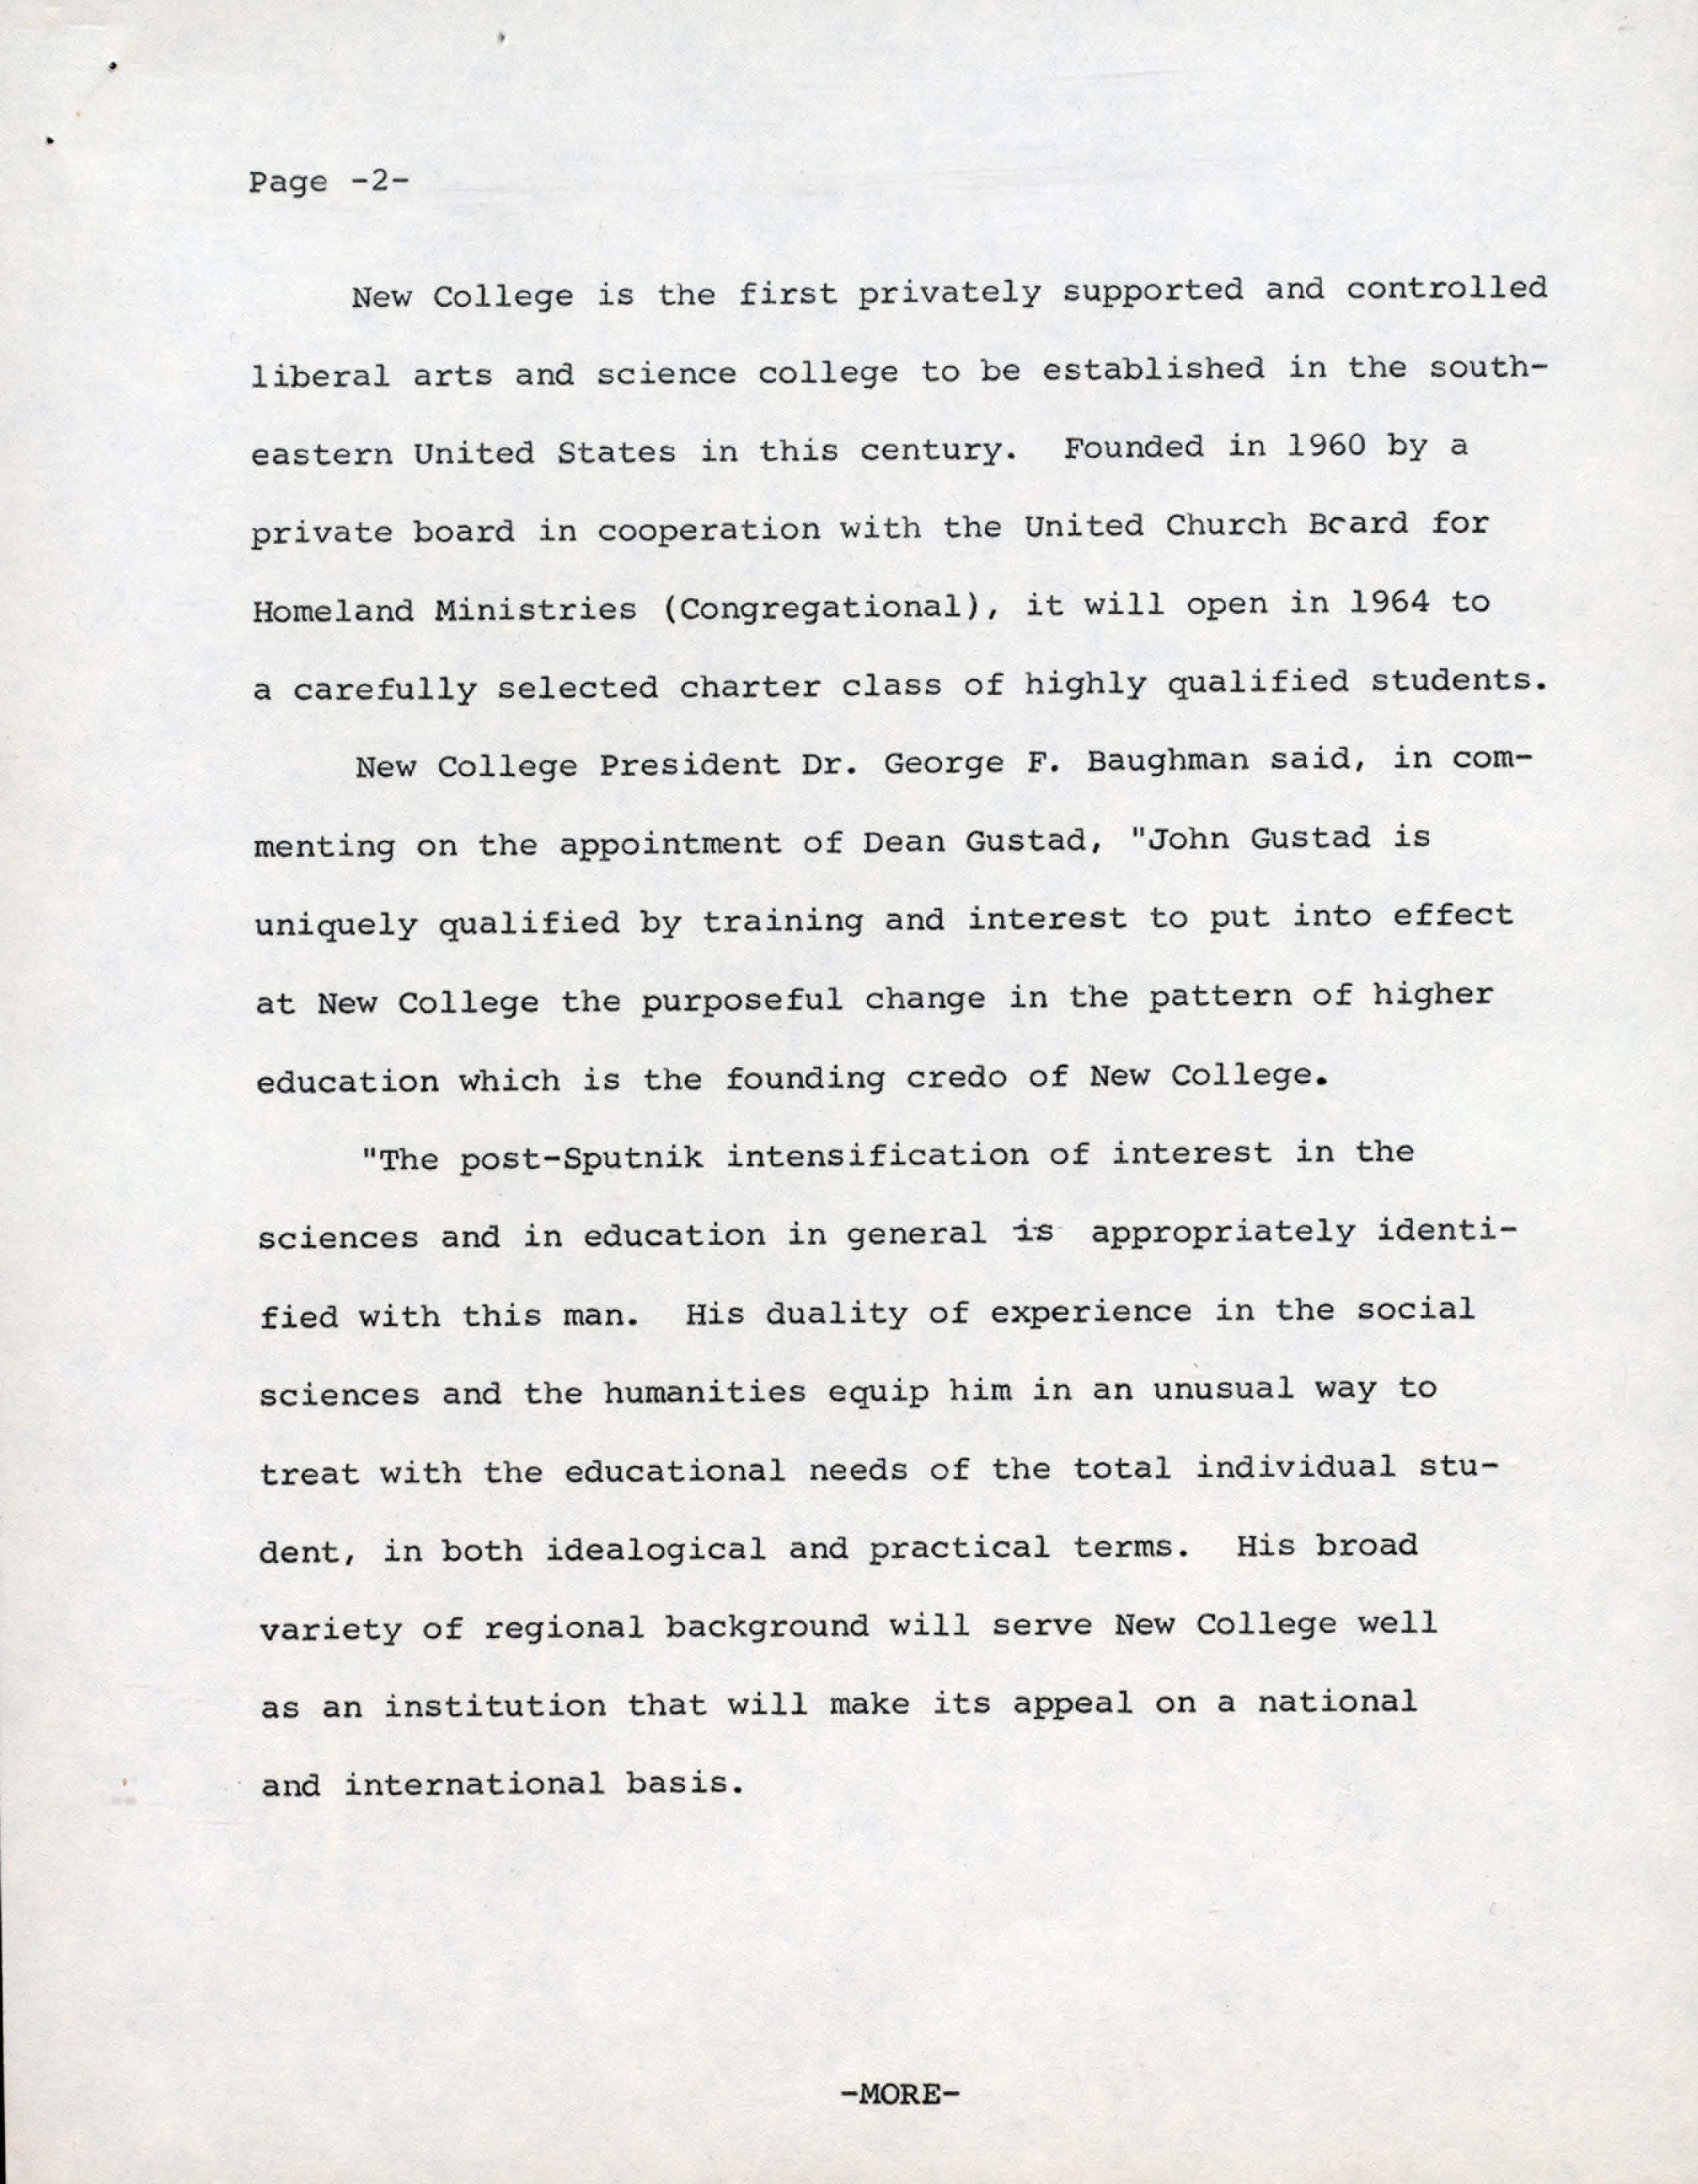 Page -2-
New College is the first privately supported and controlled
liberal arts and science college to be established in the south-
eastern United States in this century. Founded in 1960 by a
private board in cooperation with the United Church Bcard for
Homeland Ministries (Congregational), it will open in 1964 to
a carefully selected charter class of highly qualified students.
New College President Dr. George F. Baughman said, in com-
menting on the appointment of Dean Gustad, "John Gustad is
uniquely qualified by training and interest to put into effect
at New College the purposeful change in the pattern of higher
education which is the founding credo of New College.
"The post-Sputnik intensification of interest in the
sciences and in education in general is appropriately identi-
fied with this man. His duality of experience in the social
sciences and the humanities equip him in an unusual way to
treat with the educational needs of the total individual stu-
dent, in both idealogical and practical terms. His broad
variety of regional background will serve New College well
as an institution that will make its appeal on a national
and international basis.
-MORE-